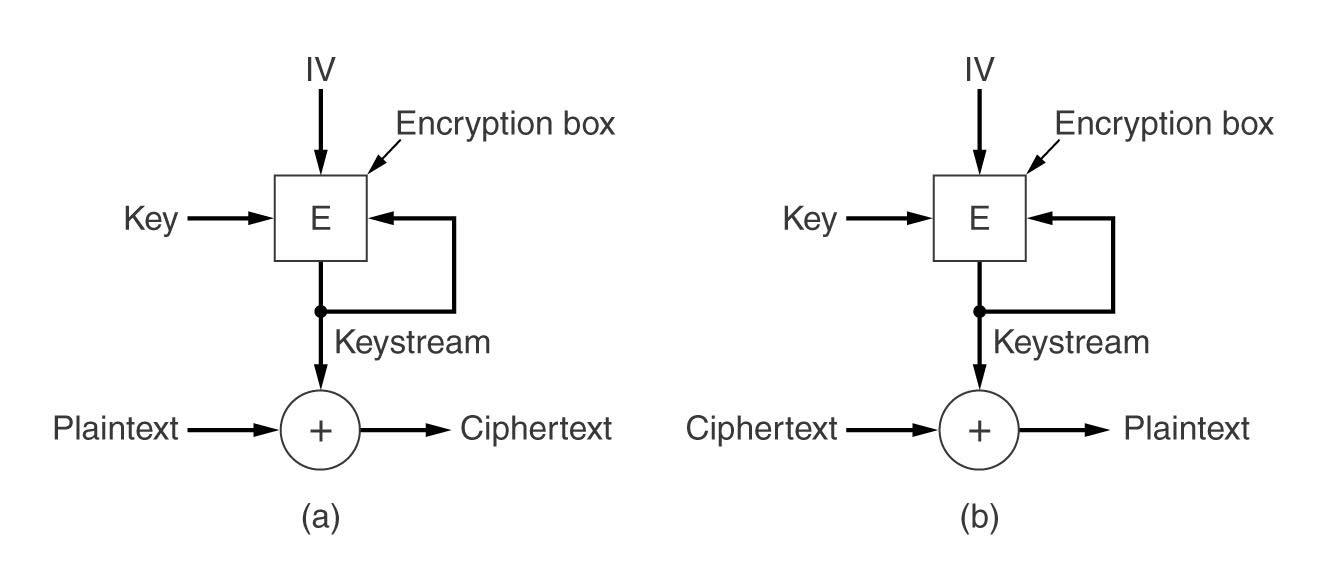 IV
Encryption box
Key
E
Keystream
Plaintext
+
Ciphertext
(a)
IV
Encryption box
Key
E
Keystream
Ciphertext
+
Plaintext
(b)